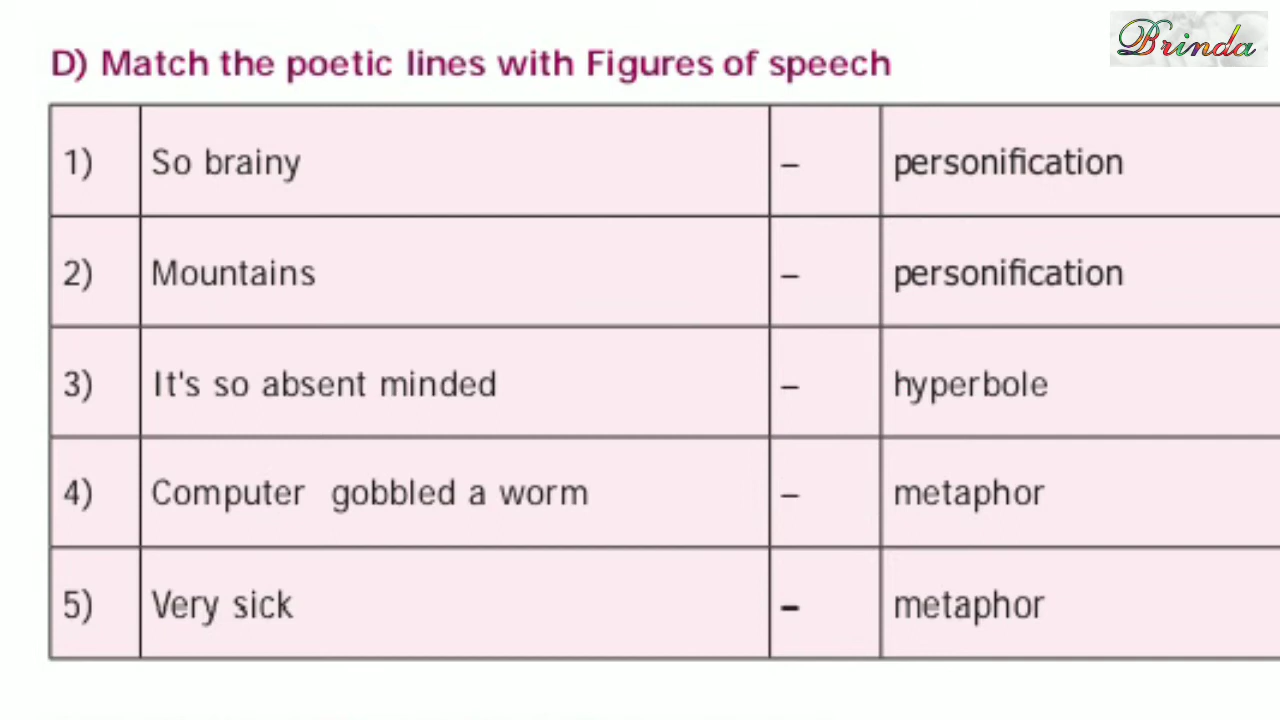 Brinda
D) Match the poetic lines with Figures of speech
1) So brainy – personification
2) Mountains – personification
3) It's so absent minded – hyperbole
4) Computer gobbled a worm – metaphor
5) Very sick – metaphor